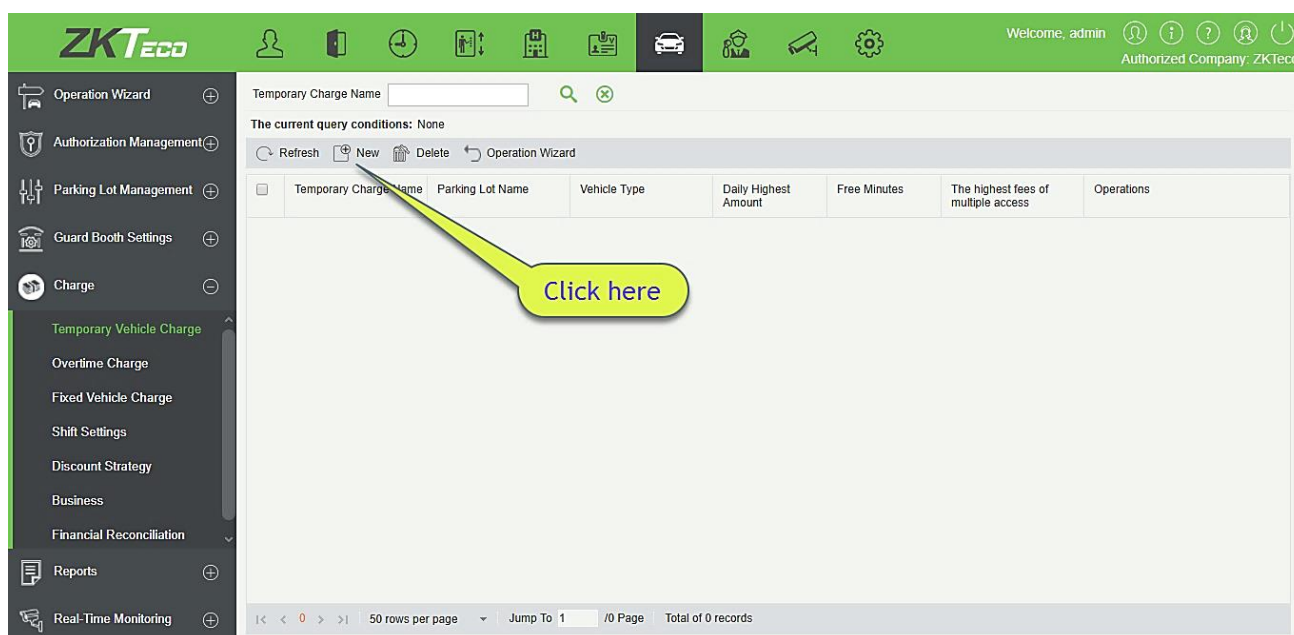 ZKTECO
Welcome, admin
Authorized Company: ZKTeco
Operation Wizard
Authorization Management
Parking Lot Management
Guard Booth Settings
Charge
Temporary Vehicle Charge
Overtime Charge
Fixed Vehicle Charge
Shift Settings
Discount Strategy
Business
Financial Reconciliation
Reports
Real-Time Monitoring
Temporary Charge Name
The current query conditions: None
Refresh New Delete Operation Wizard
Temporary Charge Name Parking Lot Name Vehicle Type Daily Highest Amount Free Minutes The highest fees of multiple access Operations
Click here
0 50 rows per page Jump To 1 /0 Page Total of 0 records